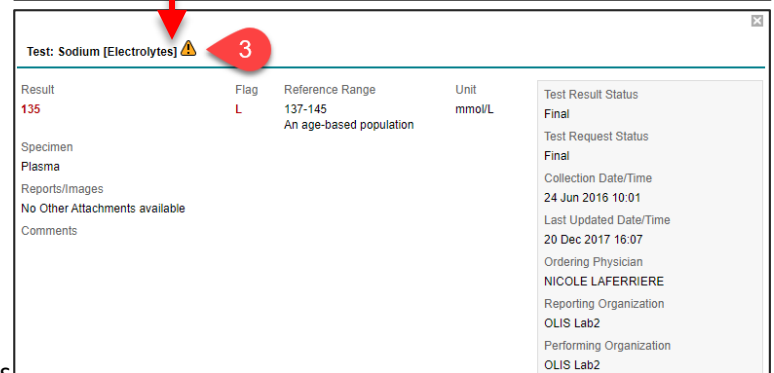 Test: Sodium [Electrolytes]
3
Result Flag Reference Range Unit
135 L 137-145 mmol/L
An age-based population
Specimen
Plasma
Reports/Images
No Other Attachments available
Comments
Test Result Status
Final
Test Request Status
Final
Collection Date/Time
24 Jun 2016 10:01
Last Updated Date/Time
20 Dec 2017 16:07
Ordering Physician
NICOLE LAFERRIERE
Reporting Organization
OLIS Lab2
Performing Organization
OLIS Lab2
s